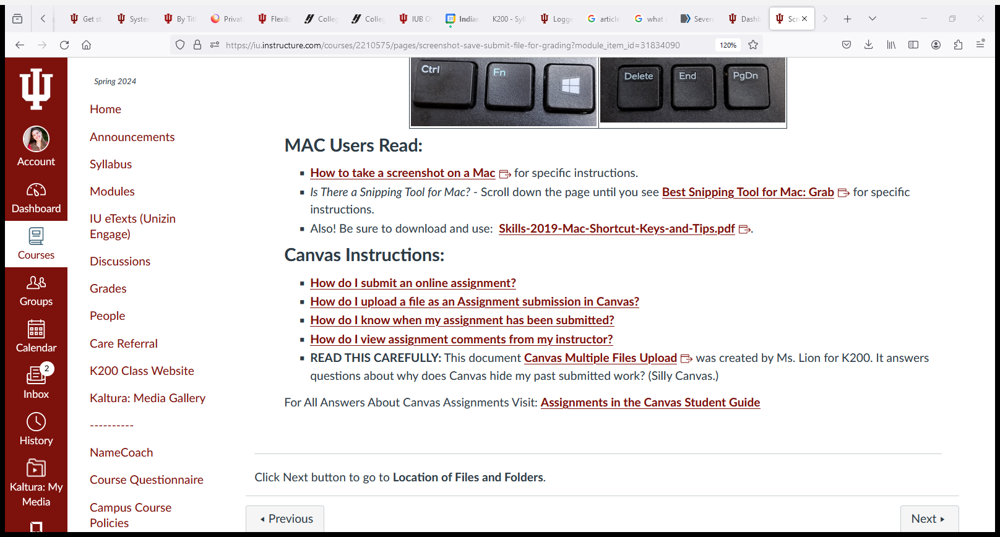 Get st
System
By Titl
Private
Flexib
Colleg
Colleg
IUB O
31
Indian
K200 - Syll
Logge
article
what i
Severe
Dashb
Scr
https://iu.instructure.com/courses/2210575/pages/screenshot-save-submit-file-for-grading?module_item_id=31834090
120%
Account
Dashboard
Courses
Groups
Calendar
2
Inbox
History
Kaltura: My
Media
Spring 2024
Home
Announcements
Syllabus
Modules
IU eTexts (Unizin
Engage)
Discussions
Grades
People
Care Referral
K200 Class Website
Kaltura: Media Gallery
----------
NameCoach
Course Questionnaire
Campus Course
Policies
Ctrl
Fn
Delete
End
PgDn
MAC Users Read:
How to take a screenshot on a Mac for specific instructions.
Is There a Snipping Tool for Mac? - Scroll down the page until you see Best Snipping Tool for Mac: Grab for specific
instructions.
Also! Be sure to download and use: Skills-2019-Mac-Shortcut-Keys-and-Tips.pdf .
Canvas Instructions:
How do I submit an online assignment?
How do I upload a file as an Assignment submission in Canvas?
How do I know when my assignment has been submitted?
How do I view assignment comments from my instructor?
READ THIS CAREFULLY: This document Canvas Multiple Files Upload was created by Ms. Lion for K200. It answers
questions about why does Canvas hide my past submitted work? (Silly Canvas.)
For All Answers About Canvas Assignments Visit: Assignments in the Canvas Student Guide
Click Next button to go to Location of Files and Folders.
Previous
Next